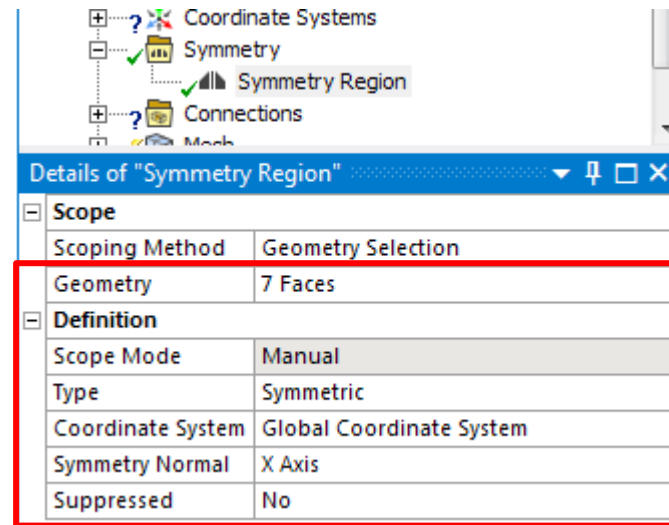 Coordinate Systems
Symmetry
Symmetry Region
Connections
Mesh
Details of "Symmetry Region"
Scope
Scoping Method Geometry Selection
Geometry 7 Faces
Definition
Scope Mode Manual
Type Symmetric
Coordinate System Global Coordinate System
Symmetry Normal X Axis
Suppressed No